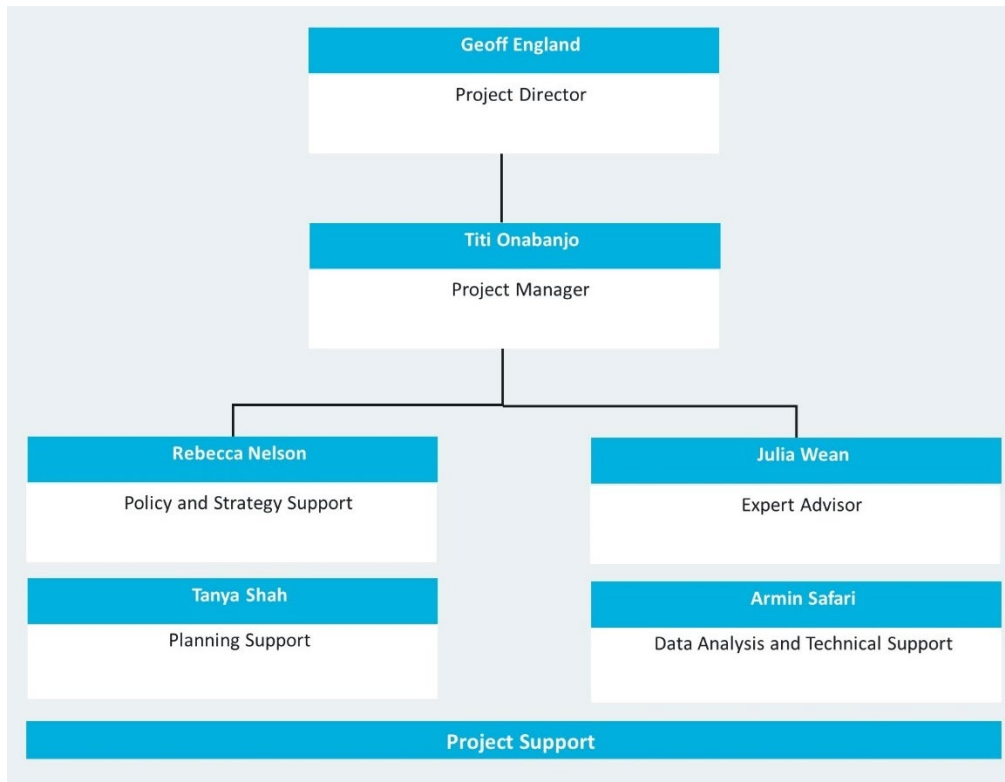 Geoff England
Project Director
Titi Onabanjo
Project Manager
Rebecca Nelson
Policy and Strategy Support
Julia Wean
Expert Advisor
Tanya Shah
Planning Support
Armin Safari
Data Analysis and Technical Support
Project Support